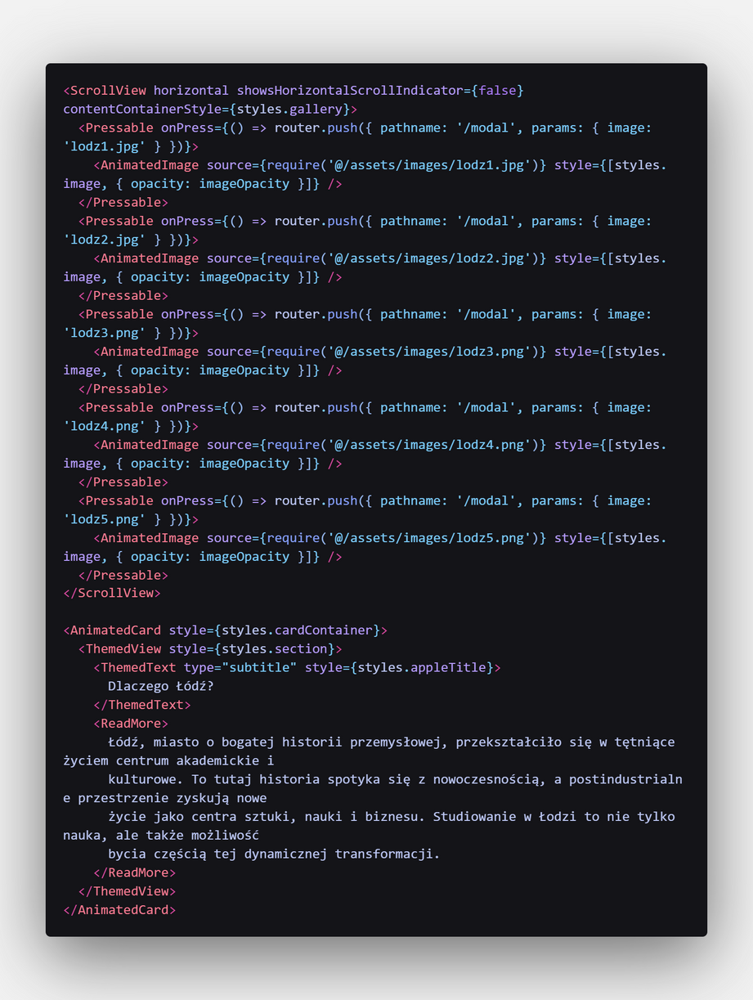 <ScrollView horizontal showsHorizontalScrollIndicator={false}
contentContainerStyle={styles.gallery}>
  <Pressable onPress={() => router.push({ pathname: '/modal', params: { image:
'lodz1.jpg' } })}>
    <AnimatedImage source={require('@/assets/images/lodz1.jpg')} style={[styles.
image, { opacity: imageOpacity }]} />
  </Pressable>
  <Pressable onPress={() => router.push({ pathname: '/modal', params: { image:
'lodz2.jpg' } })}>
    <AnimatedImage source={require('@/assets/images/lodz2.jpg')} style={[styles.
image, { opacity: imageOpacity }]} />
  </Pressable>
  <Pressable onPress={() => router.push({ pathname: '/modal', params: { image:
'lodz3.png' } })}>
    <AnimatedImage source={require('@/assets/images/lodz3.png')} style={[styles.
image, { opacity: imageOpacity }]} />
  </Pressable>
  <Pressable onPress={() => router.push({ pathname: '/modal', params: { image:
'lodz4.png' } })}>
    <AnimatedImage source={require('@/assets/images/lodz4.png')} style={[styles.
image, { opacity: imageOpacity }]} />
  </Pressable>
  <Pressable onPress={() => router.push({ pathname: '/modal', params: { image:
'lodz5.png' } })}>
    <AnimatedImage source={require('@/assets/images/lodz5.png')} style={[styles.
image, { opacity: imageOpacity }]} />
  </Pressable>
</ScrollView>

<AnimatedCard style={styles.cardContainer}>
  <ThemedView style={styles.section}>
    <ThemedText type="subtitle" style={styles.appleTitle}>
      Dlaczego Łódź?
    </ThemedText>
    <ReadMore>
      Łódź, miasto o bogatej historii przemysłowej, przekształciło się w tętniące
życiem centrum akademickie i
      kulturowe. To tutaj historia spotyka się z nowoczesnością, a postindustrialn
e przestrzenie zyskują nowe
      życie jako centra sztuki, nauki i biznesu. Studiowanie w Łodzi to nie tylko
nauka, ale także możliwość
      bycia częścią tej dynamicznej transformacji.
    </ReadMore>
  </ThemedView>
</AnimatedCard>